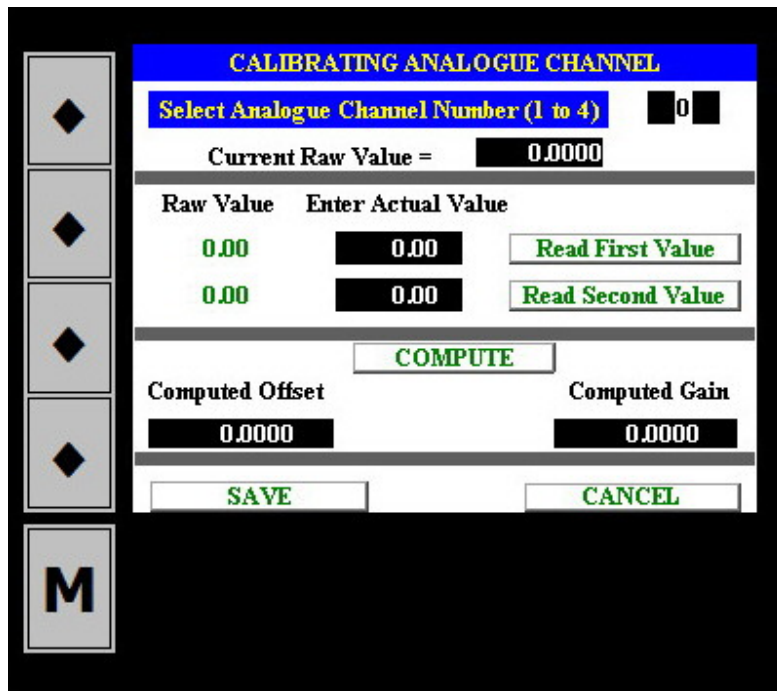 CALIBRATING ANALOGUE CHANNEL
Select Analogue Channel Number (1 to 4) 0
Current Raw Value = 0.0000
Raw Value Enter Actual Value
0.00 0.00 Read First Value
0.00 0.00 Read Second Value
COMPUTE
Computed Offset Computed Gain
0.0000 0.0000
SAVE CANCEL
M